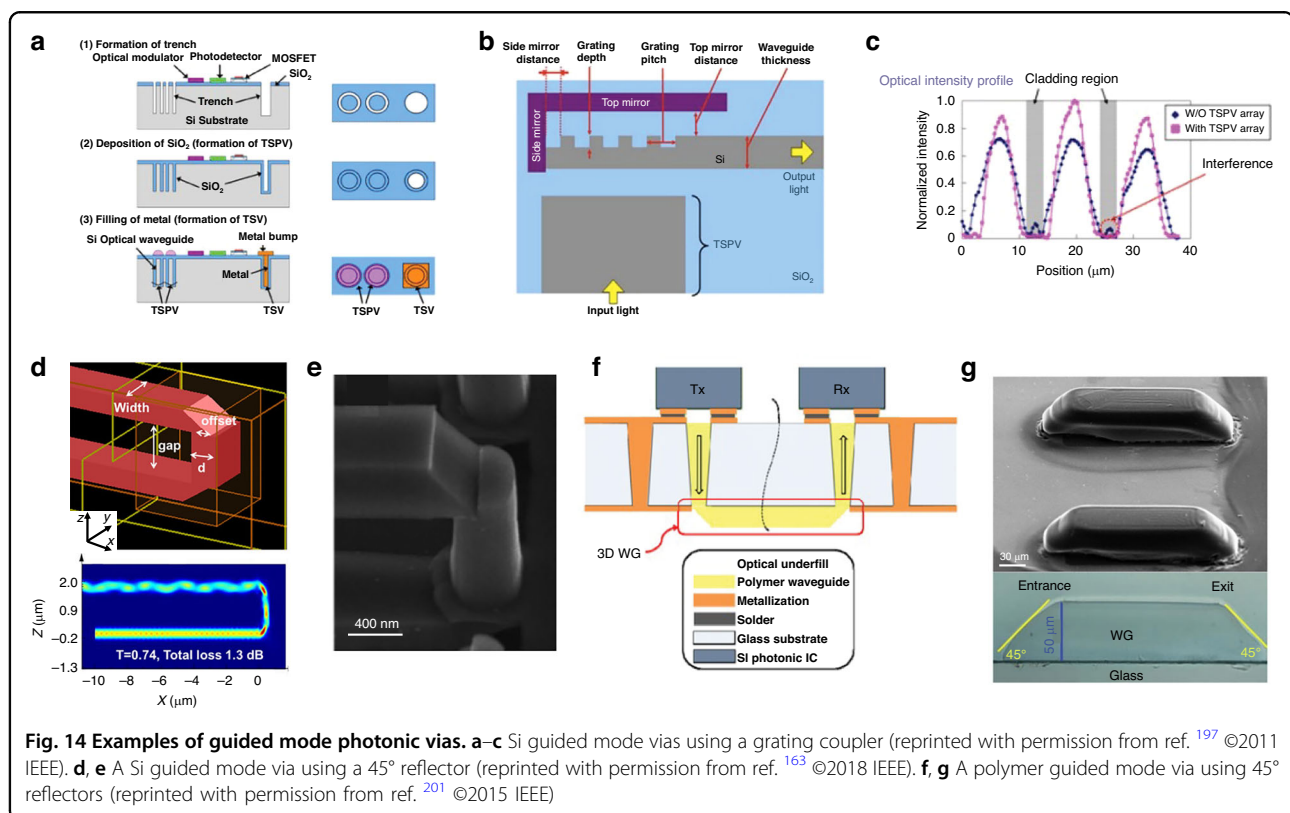 a
(1) Formation of trench
Optical modulator
Photodetector
MOSFET
SiO2
Trench
Si Substrate
(2) Deposition of SiO2 (formation of TSPV)
SiO2
(3) Filling of metal (formation of TSV)
Si Optical waveguide
Metal bump
Metal
TSPV
TSV
TSPV
TSV
b
Side mirror
distance
Grating
depth
Grating
pitch
Top mirror
distance
Waveguide
thickness
Top mirror
Side mirror
Si
Output
light
TSPV
SiO2
Input light
c
Optical intensity profile
Cladding region
Normalized intensity
1.0
0.8
0.6
0.4
0.2
0
W/O TSPV array
With TSPV array
Interference
0 10 20 30 40
Position (μm)
d
Width
offset
gap
d
z
y
x
Z (μm)
2.0
0.9
−0.2
−1.3
T=0.74, Total loss 1.3 dB
−10 −8 −6 −4 −2 0
X (μm)
e
400 nm
f
Tx
Rx
3D WG
Optical underfill
Polymer waveguide
Metallization
Solder
Glass substrate
SI photonic IC
g
30 μm
Entrance
Exit
45°
50 μm
WG
45°
Glass
Fig. 14 Examples of guided mode photonic vias. a–c Si guided mode vias using a grating coupler (reprinted with permission from ref. 197 ©2011
IEEE). d, e A Si guided mode via using a 45° reflector (reprinted with permission from ref. 163 ©2018 IEEE). f, g A polymer guided mode via using 45°
reflectors (reprinted with permission from ref. 201 ©2015 IEEE)